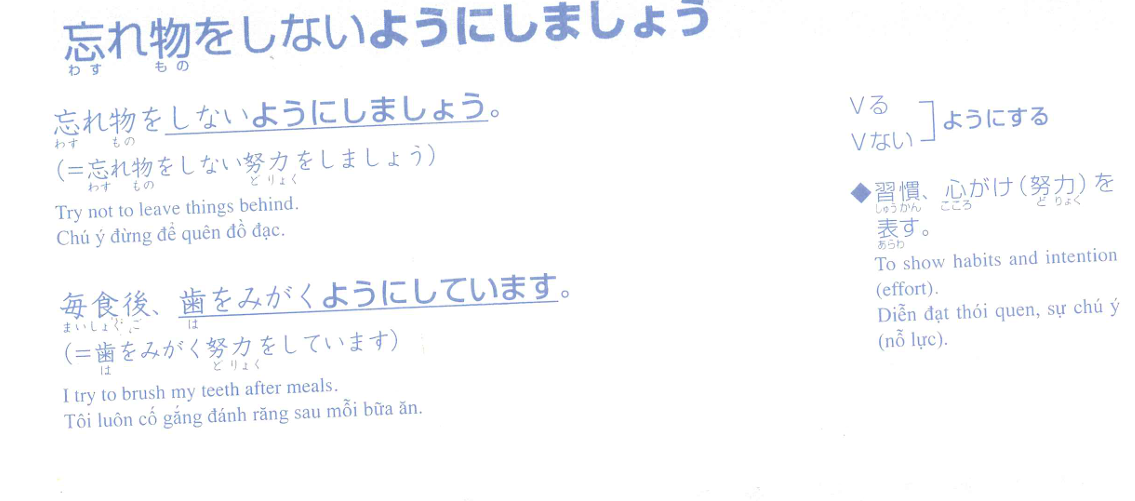 忘れ物をしないようにしましょう
わす もの
忘れ物をしないようにしましょう。
わす もの
(=忘れ物をしない努力をしましょう)
わす もの どりょく
Try not to leave things behind.
Chú ý đừng để quên đồ đạc.
毎食後、歯をみがくようにしています。
まいしょくご は
(=歯をみがく努力をしています)
は どりょく
I try to brush my teeth after meals.
Tôi luôn cố gắng đánh răng sau mỗi bữa ăn.
Vる
Vない
ようにする
◆習慣、心がけ(努力)を
しゅうかん こころ どりょく
表す。
あらわ
To show habits and intention
(effort).
Diễn đạt thói quen, sự chú ý
(nỗ lực).